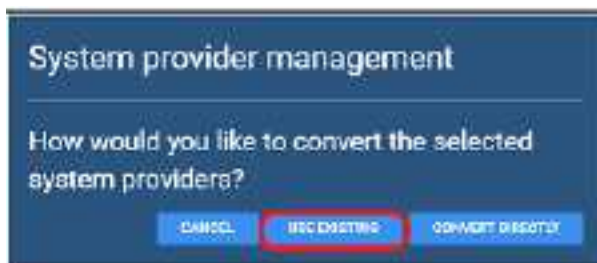 System provider management
How would you like to convert the selected
system providers?
CANCEL USE EXISTING CONVERT DIRECTLY